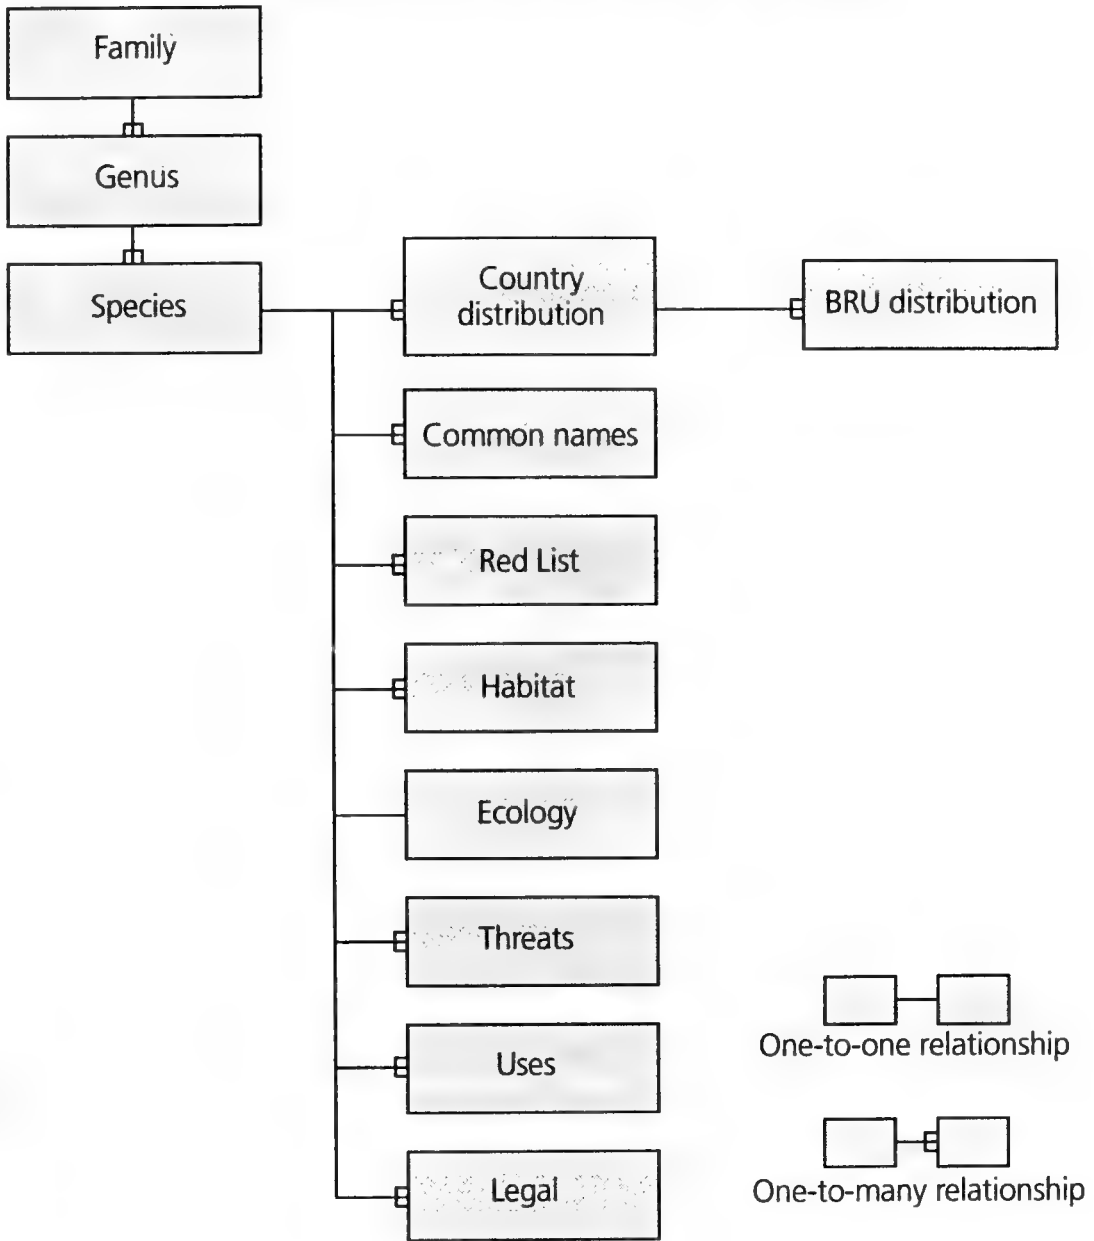 Family
Genus
Species
Country
distribution
BRU distribution
Common names
Red List
Habitat
Ecology
Threats
Uses
Legal
One-to-one relationship
One-to-many relationship